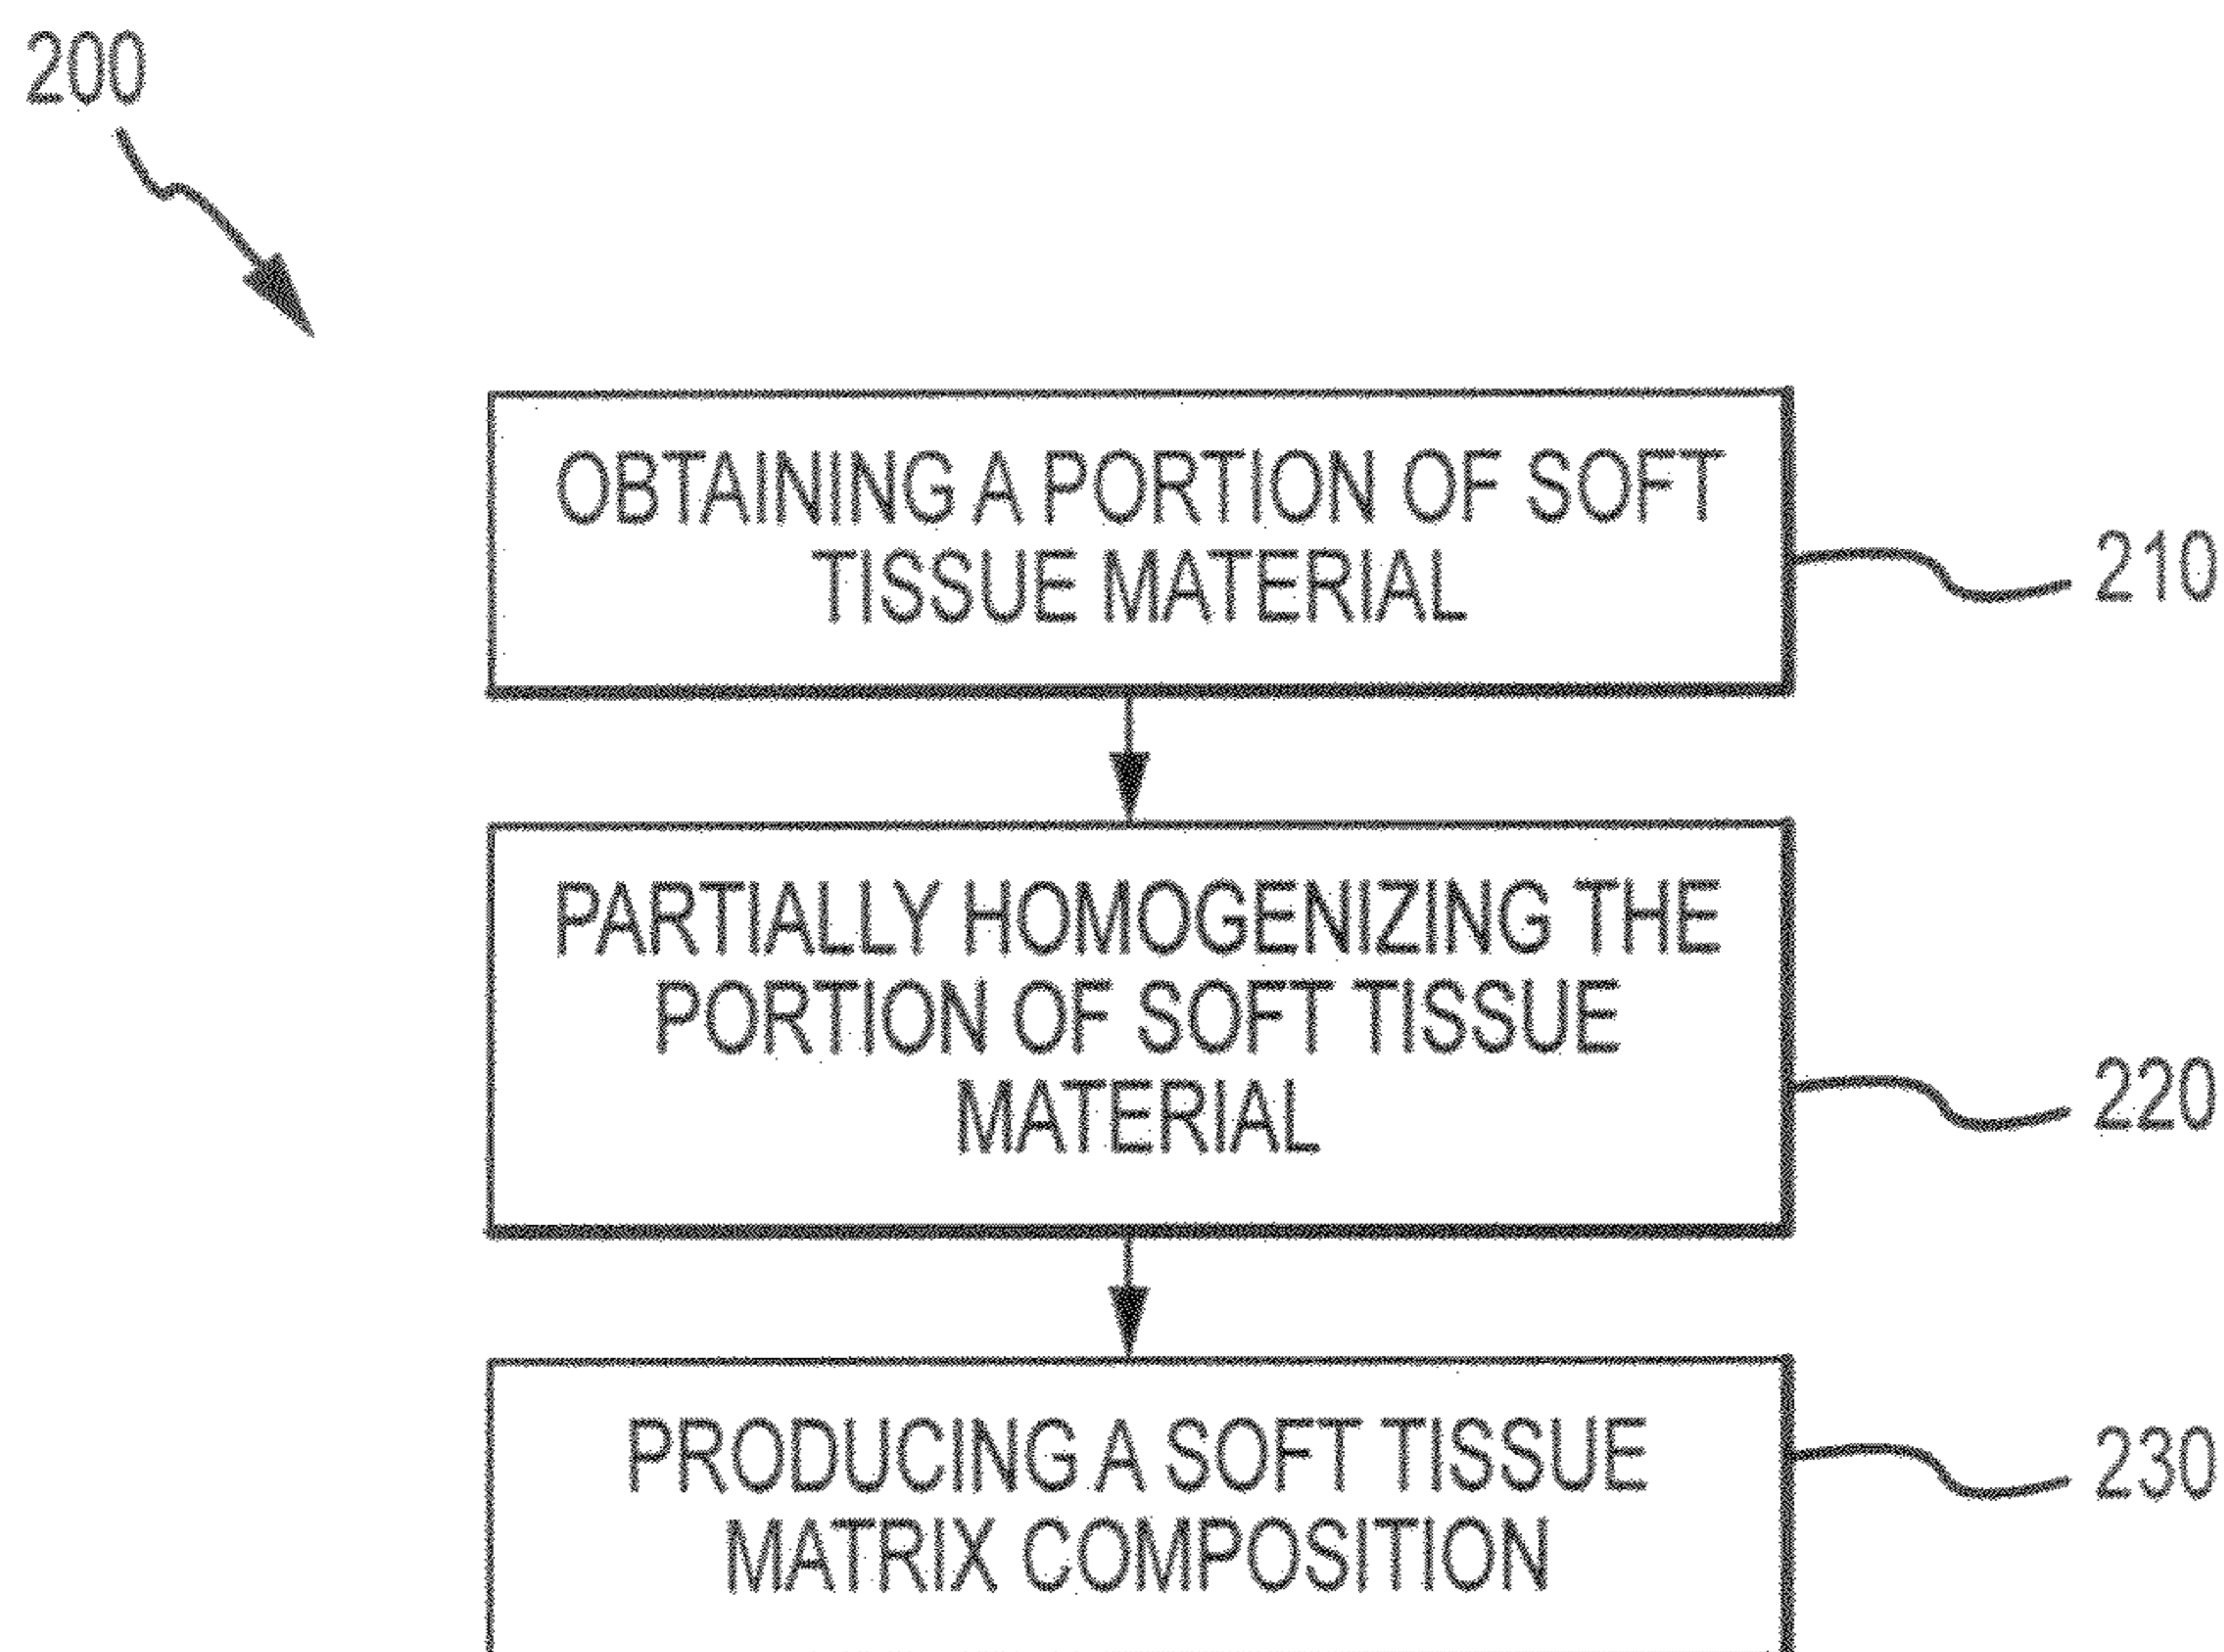 200
OBTAINING A PORTION OF SOFT
TISSUE MATERIAL
210
PARTIALLY HOMOGENIZING THE
PORTION OF SOFT TISSUE
MATERIAL
220
PRODUCING A SOFT TISSUE
MATRIX COMPOSITION
230